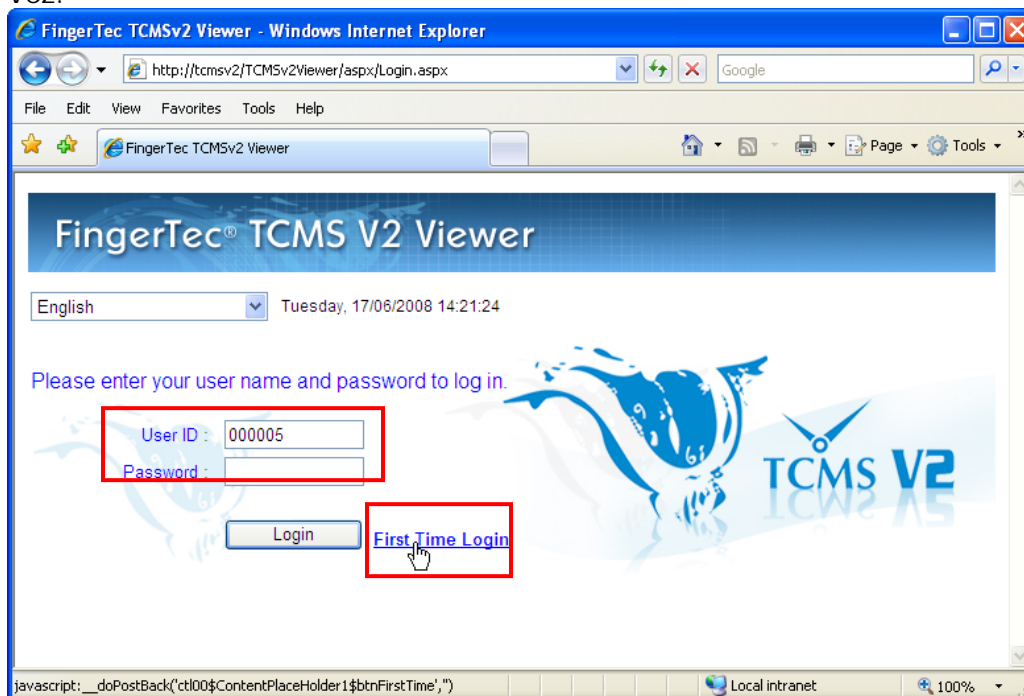 FingerTec TCMSv2 Viewer - Windows Internet Explorer
http://tcmsv2/TCMSv2Viewer/aspx/Login.aspx
Google
File Edit View Favorites Tools Help
FingerTec TCMSv2 Viewer
Page Tools »
FingerTec® TCMS V2 Viewer
English Tuesday, 17/06/2008 14:21:24
Please enter your user name and password to log in.
User ID : 000005
Password :
TCMS V2
Login First Time Login
javascript:__doPostBack('ctl00$ContentPlaceHolder1$btnFirstTime','')
Local intranet 100%